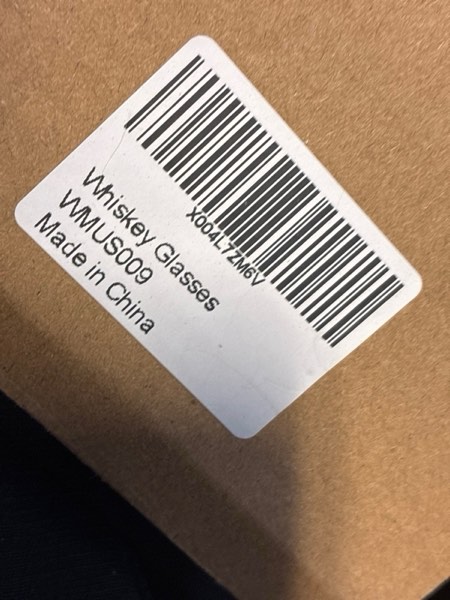 X004L7ZM6V
Whiskey Glasses
WMUS009
Made in China